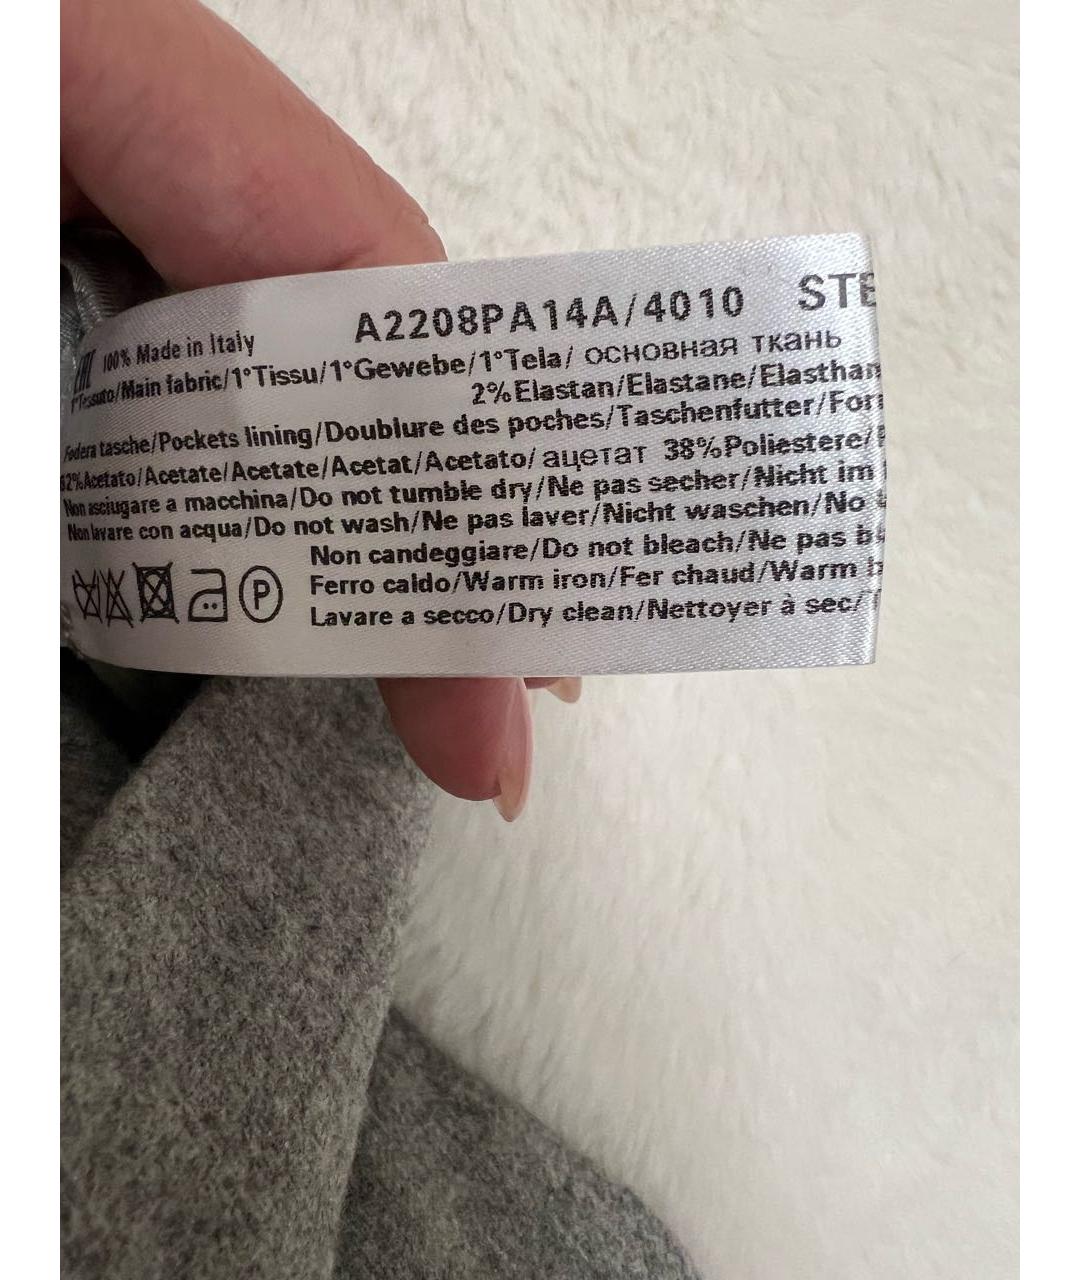 A2208PA14A/4010 STE
EAC 100% Made in Italy
1°Tessuto/Main fabric/1°Tissu/1°Gewebe/1°Tela/ основная ткань
2%Elastan/Elastane/Elasthan
Fodera tasche/Pockets lining/Doublure des poches/Taschenfutter/For
62%Acetato/Acetate/Acetate/Acetat/Acetato/ ацетат 38%Poliestere/
Non asciugare a macchina/Do not tumble dry/Ne pas secher/Nicht im
Non lavare con acqua/Do not wash/Ne pas laver/Nicht waschen/No
Non candeggiare/Do not bleach/Ne pas b
Ferro caldo/Warm iron/Fer chaud/Warm b
Lavare a secco/Dry clean/Nettoyer à sec/
P